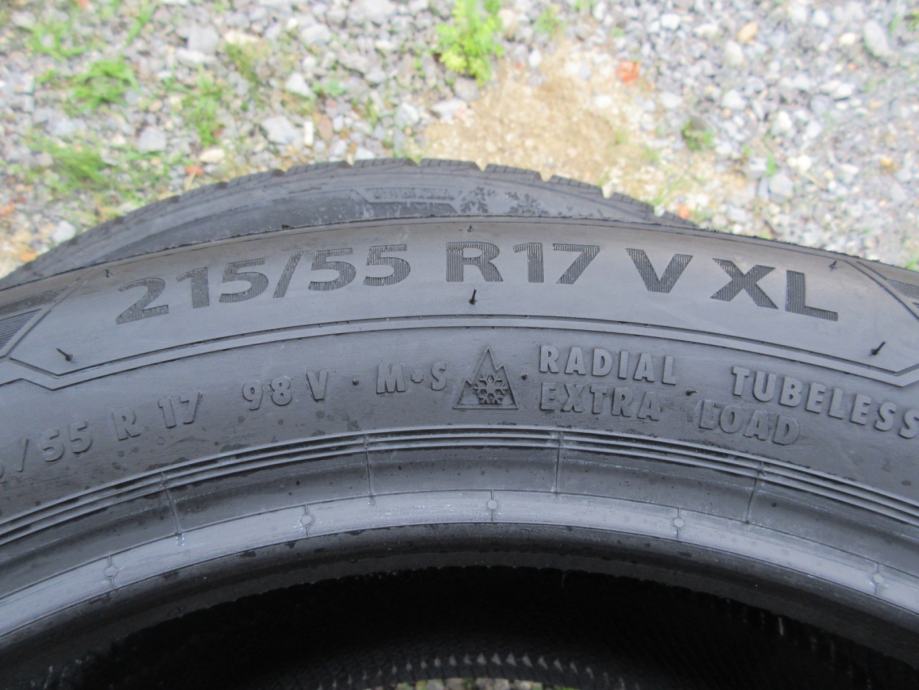 215/55 R17 V XL
/55 R 17 98 V M·S RADIAL TUBELESS
EXTRA LOAD